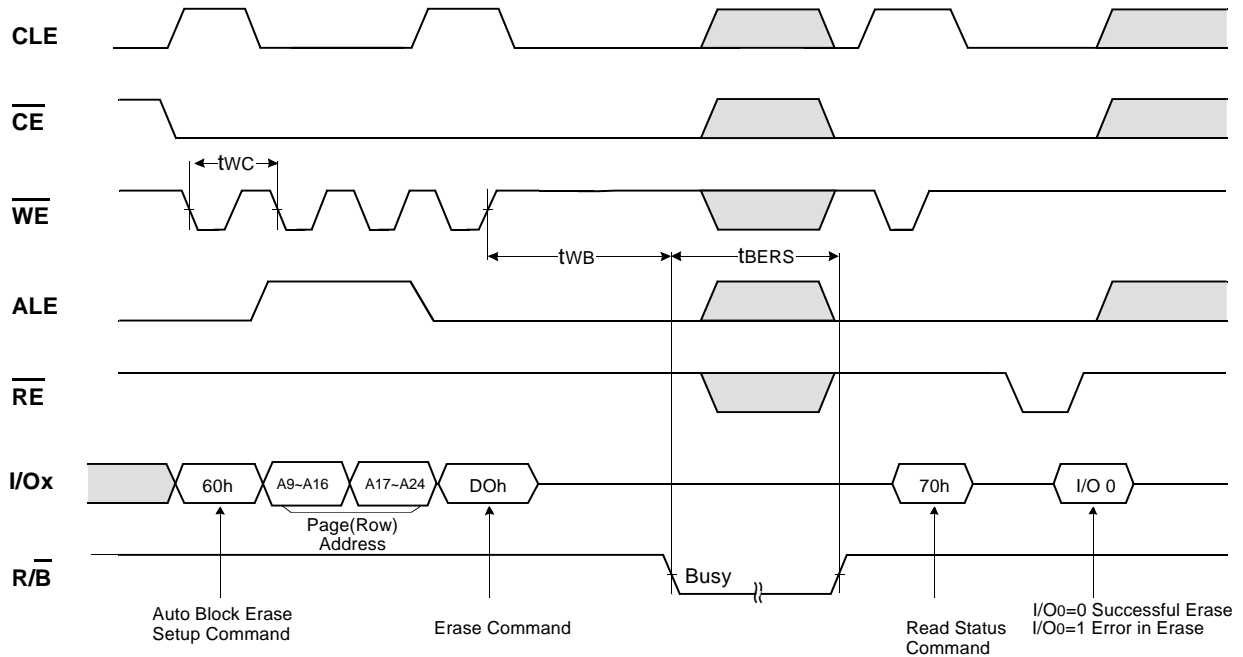 CLE
CE
tWC
WE
tWB
tBERS
ALE
RE
I/Ox
60h
A9~A16
A17~A24
DOh
70h
I/O 0
Page(Row)
Address
R/B
Busy
Auto Block Erase
Setup Command
Erase Command
Read Status
Command
I/O0=0 Successful Erase
I/O0=1 Error in Erase